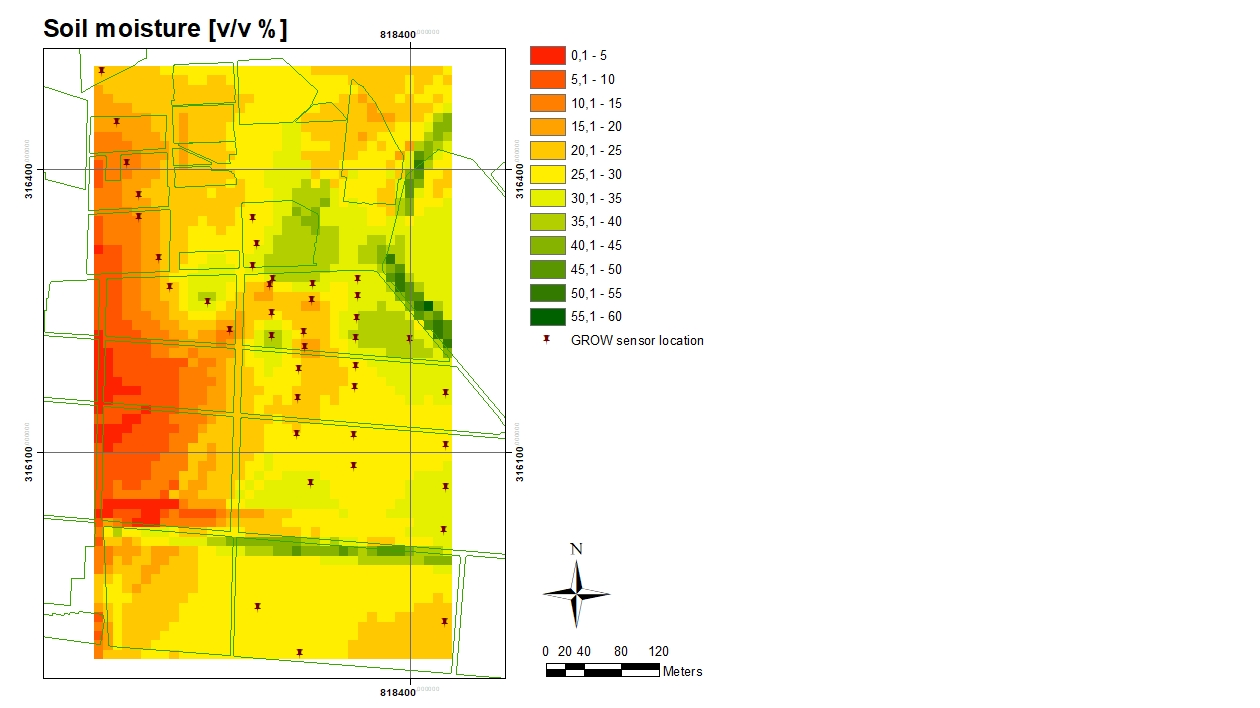 Soil moisture [v/v %]
818400
0,1 - 5
5,1 - 10
10,1 - 15
15,1 - 20
20,1 - 25
25,1 - 30
30,1 - 35
35,1 - 40
40,1 - 45
45,1 - 50
50,1 - 55
55,1 - 60
GROW sensor location
316400
316400
316100
316100
N
0 20 40 80 120
Meters
818400